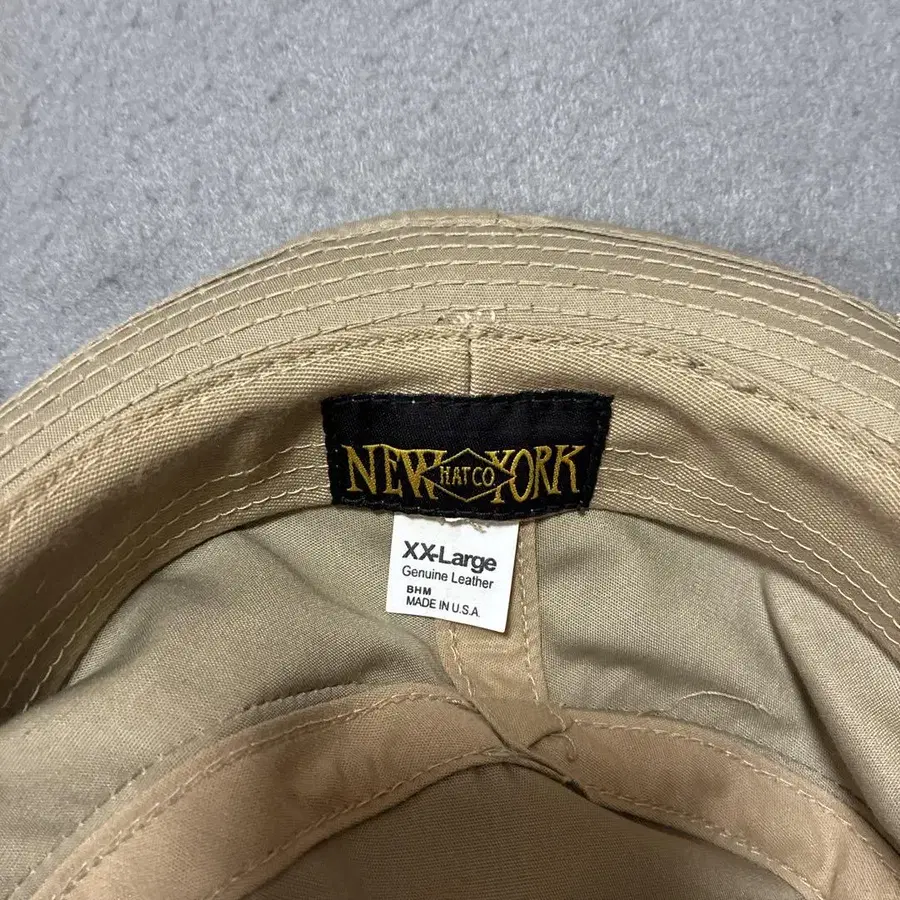 NEW HAT CO. YORK
XX-Large
Genuine Leather
BHM
MADE IN U.S.A.